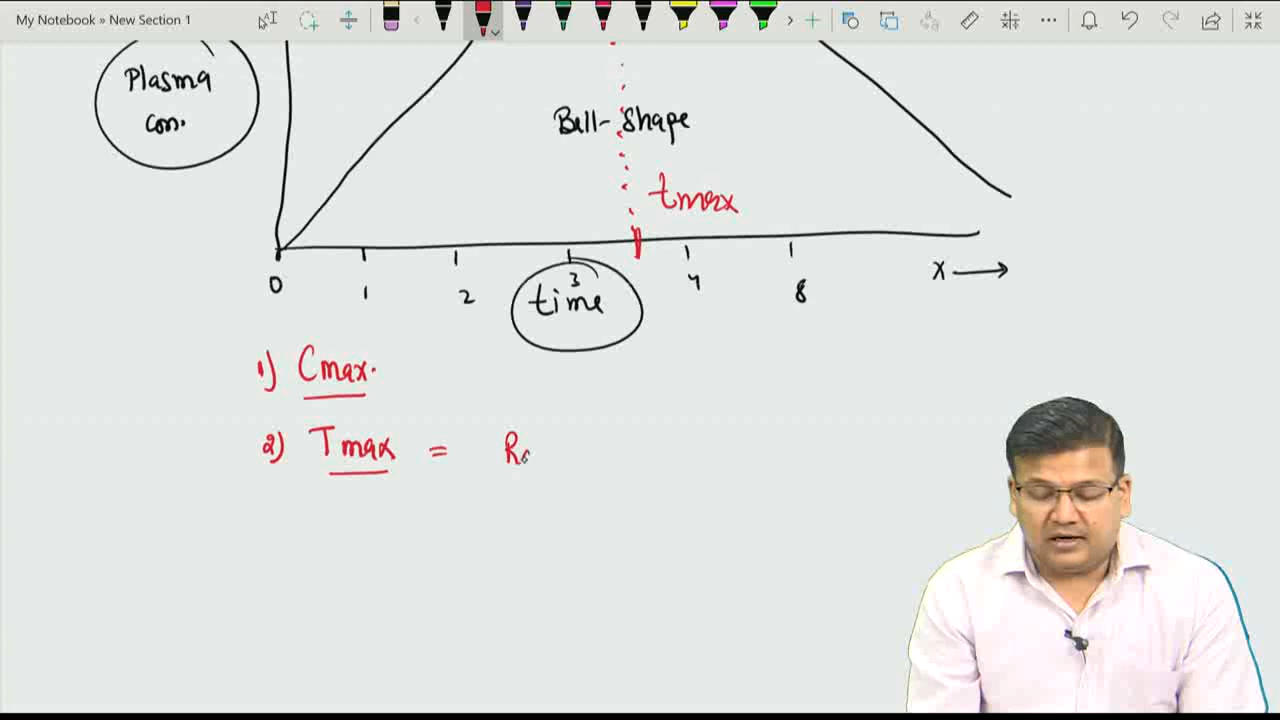 My Notebook » New Section 1
Plasma
Con.
Bell-Shape
tmax
0 1 2 3 4 8
time
X
1) Cmax.
2) Tmax = Ra